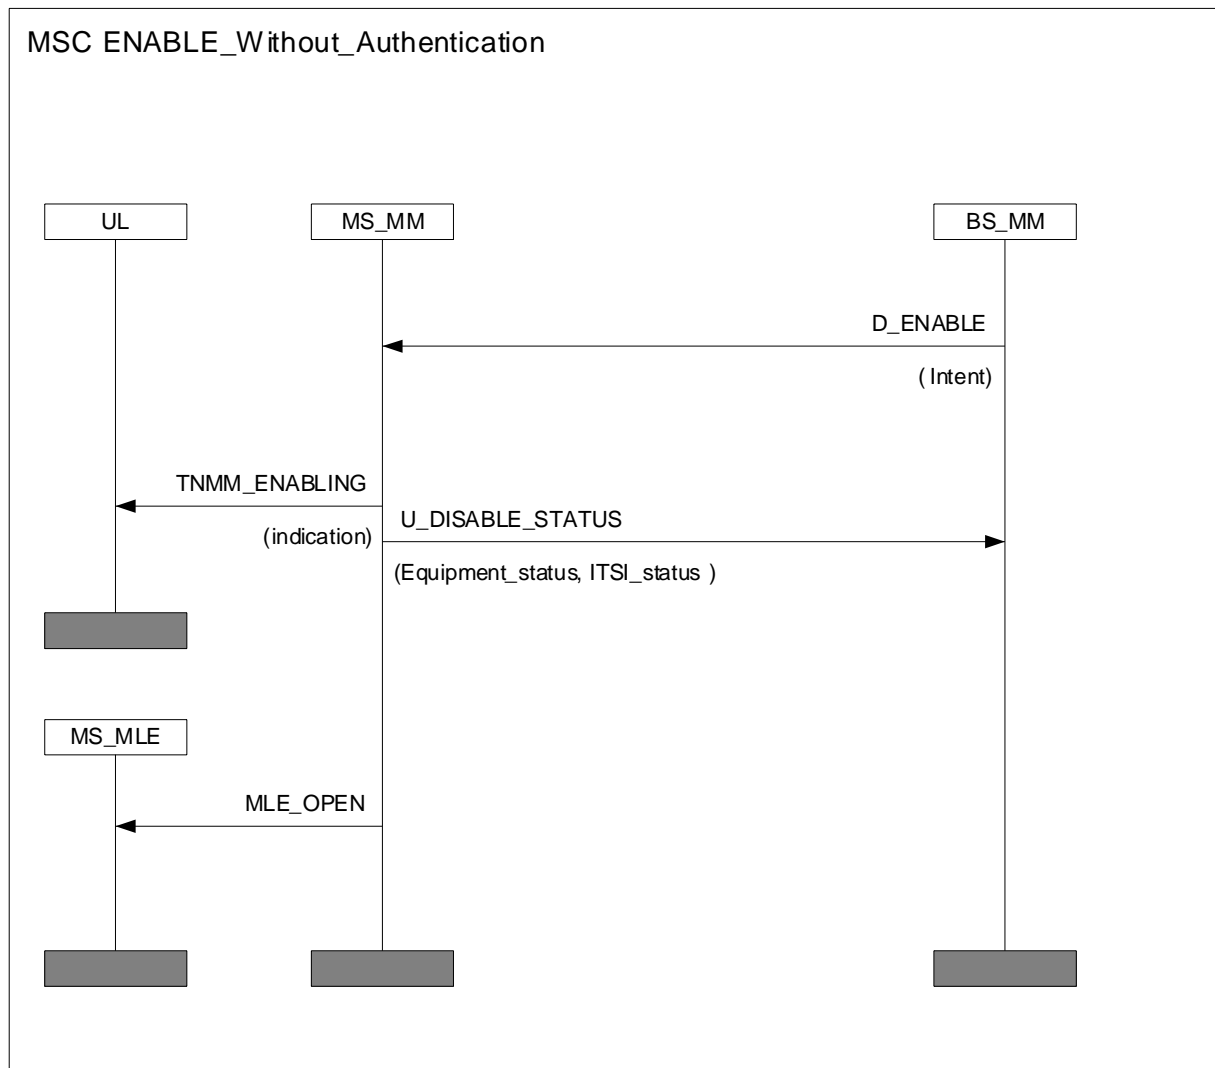 MSC ENABLE_Without_Authentication
UL
MS_MM
BS_MM
D_ENABLE
( Intent)
TNMM_ENABLING
(indication)
U_DISABLE_STATUS
(Equipment_status, ITSI_status )
MS_MLE
MLE_OPEN